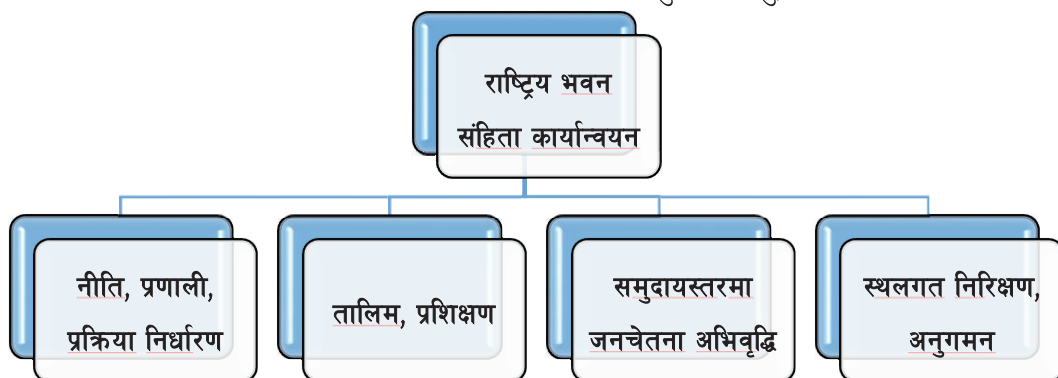 राष्ट्रिय भवन
संहिता कार्यान्वयन
नीति, प्रणाली,
प्रक्रिया निर्धारण
तालिम, प्रशिक्षण
समुदायस्तरमा
जनचेतना अभिवृद्धि
स्थलगत निरिक्षण,
अनुगमन